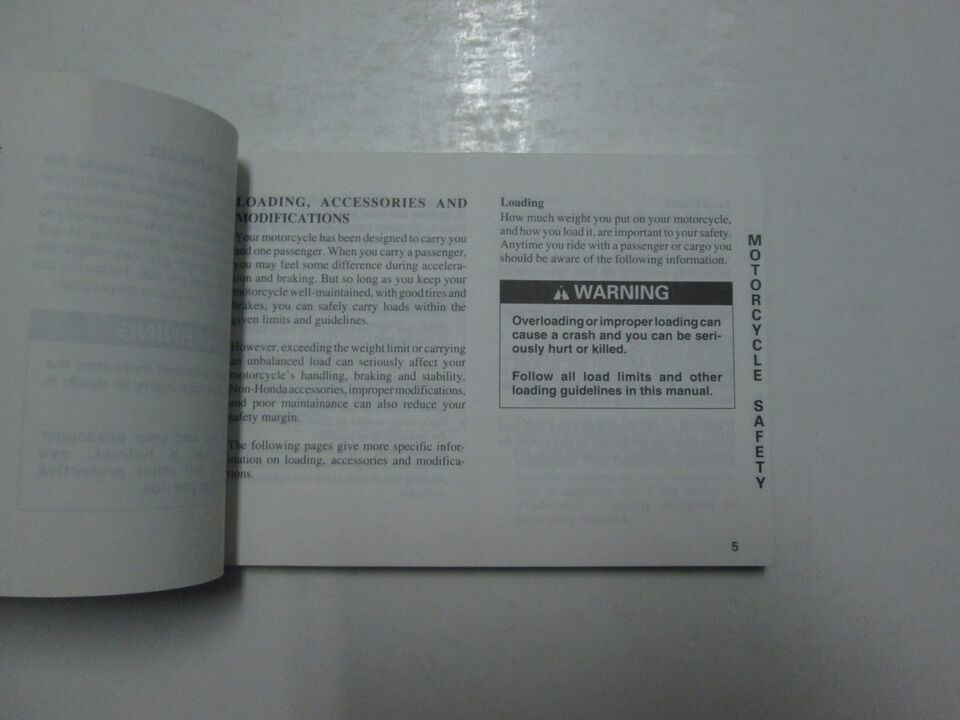 LOADING, ACCESSORIES AND
MODIFICATIONS
Your motorcycle has been designed to carry you
and one passenger. When you carry a passenger,
you may feel some difference during accelera-
tion and braking. But so long as you keep your
motorcycle well-maintained, with good tires and
brakes, you can safely carry loads within the
given limits and guidelines.
However, exceeding the weight limit or carrying
an unbalanced load can seriously affect your
motorcycle's handling, braking and stability.
Non-Honda accessories, improper modifications,
and poor maintainance can also reduce your
safety margin.
The following pages give more specific infor-
mation on loading, accessories and modifica-
tions.
Loading
How much weight you put on your motorcycle,
and how you load it, are important to your safety.
Anytime you ride with a passenger or cargo you
should be aware of the following information.
WARNING
Overloading or improper loading can
cause a crash and you can be seri-
ously hurt or killed.
Follow all load limits and other
loading guidelines in this manual.
MOTORCYCLE SAFETY
5